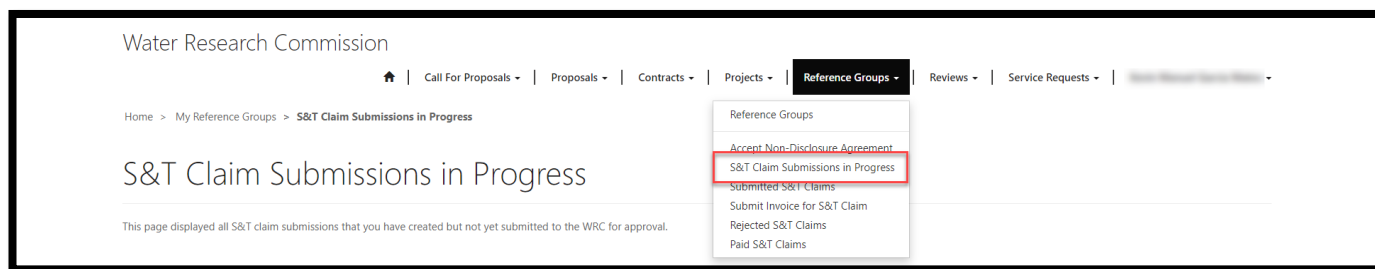 Water Research Commission
Call For Proposals | Proposals | Contracts | Projects | Reference Groups | Reviews | Service Requests |
Home > My Reference Groups > S&T Claim Submissions in Progress
Reference Groups
Accept Non-Disclosure Agreement
S&T Claim Submissions in Progress
S&T Claim Submissions in Progress
Submitted S&T Claims
Submit Invoice for S&T Claim
This page displayed all S&T claim submissions that you have created but not yet submitted to the WRC for approval.
Rejected S&T Claims
Paid S&T Claims